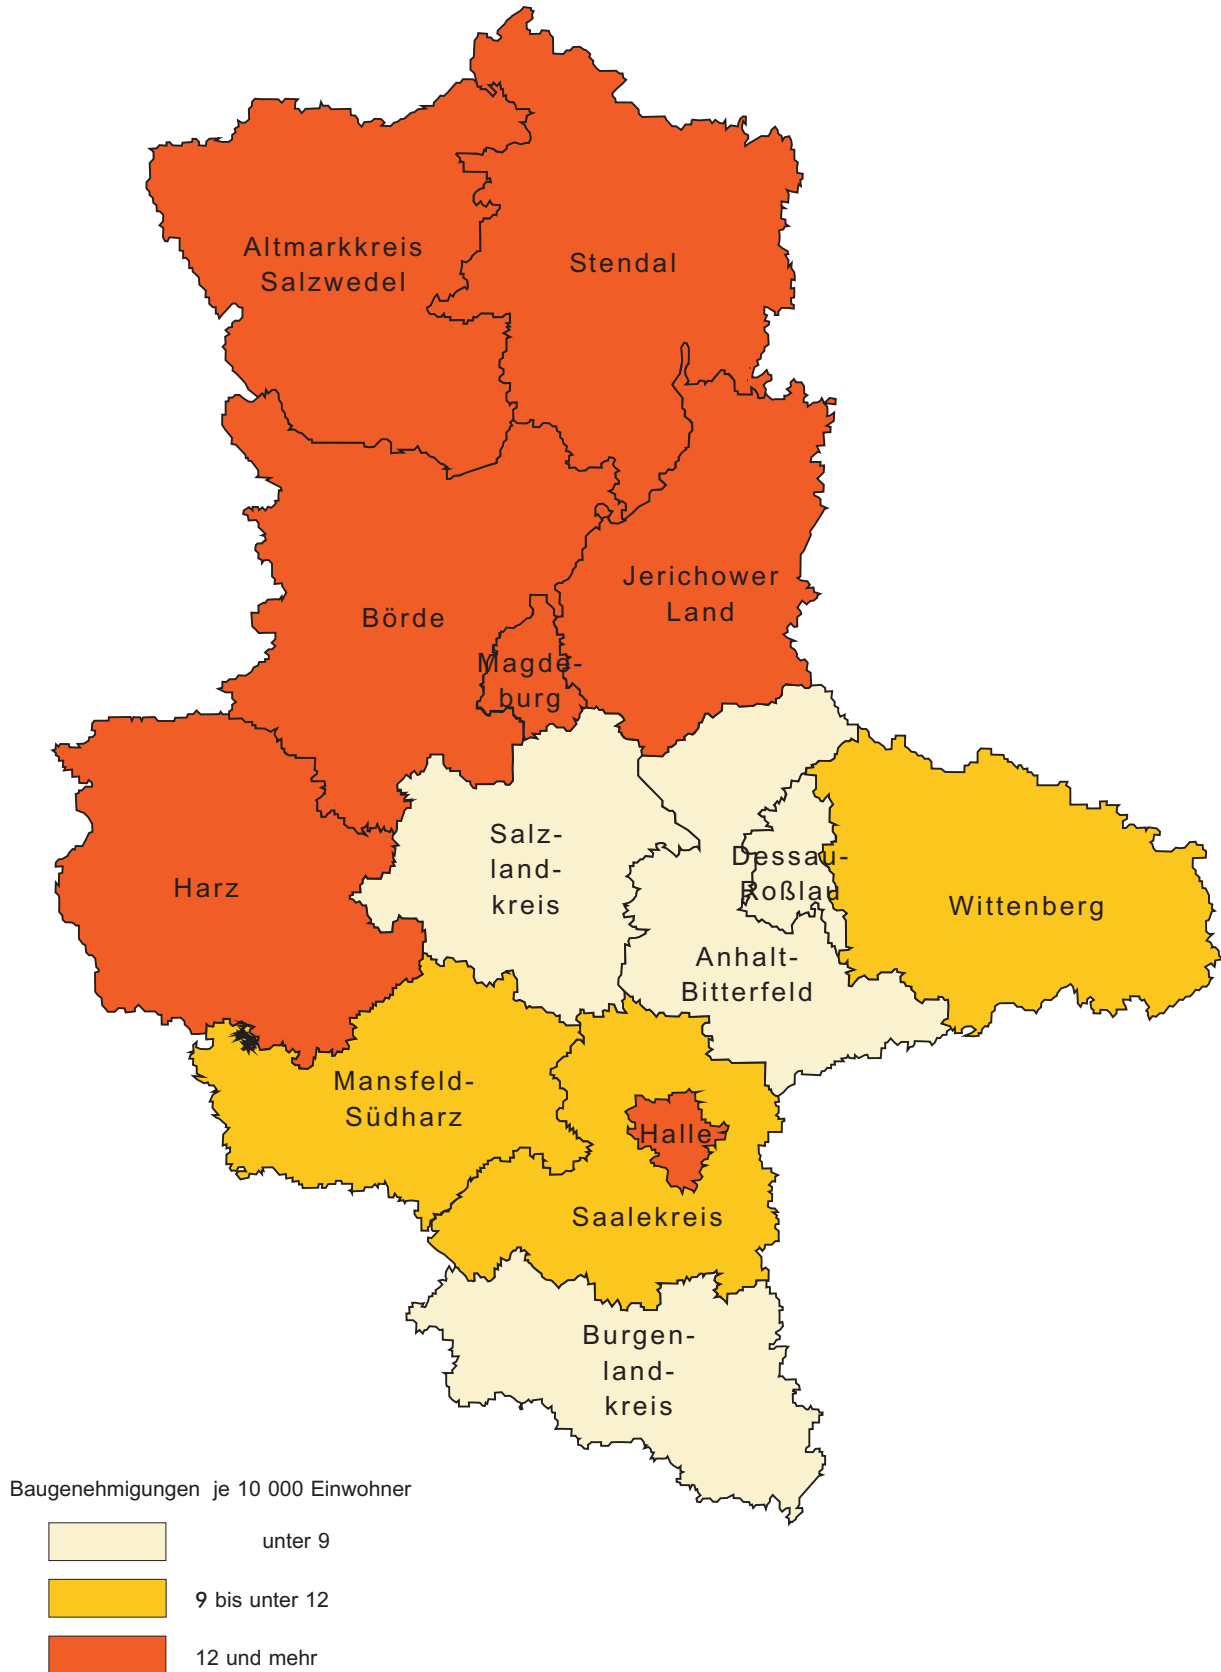 Altmarkkreis
Salzwedel
Stendal
Jerichower
Land
Börde
Magde-
burg
Salz-
land-
kreis
Dessau-
Roßlau
Harz
Wittenberg
Anhalt-
Bitterfeld
Mansfeld-
Südharz
Halle
Saalekreis
Burgen-
land-
kreis
Baugenehmigungen je 10 000 Einwohner
unter 9
9 bis unter 12
12 und mehr